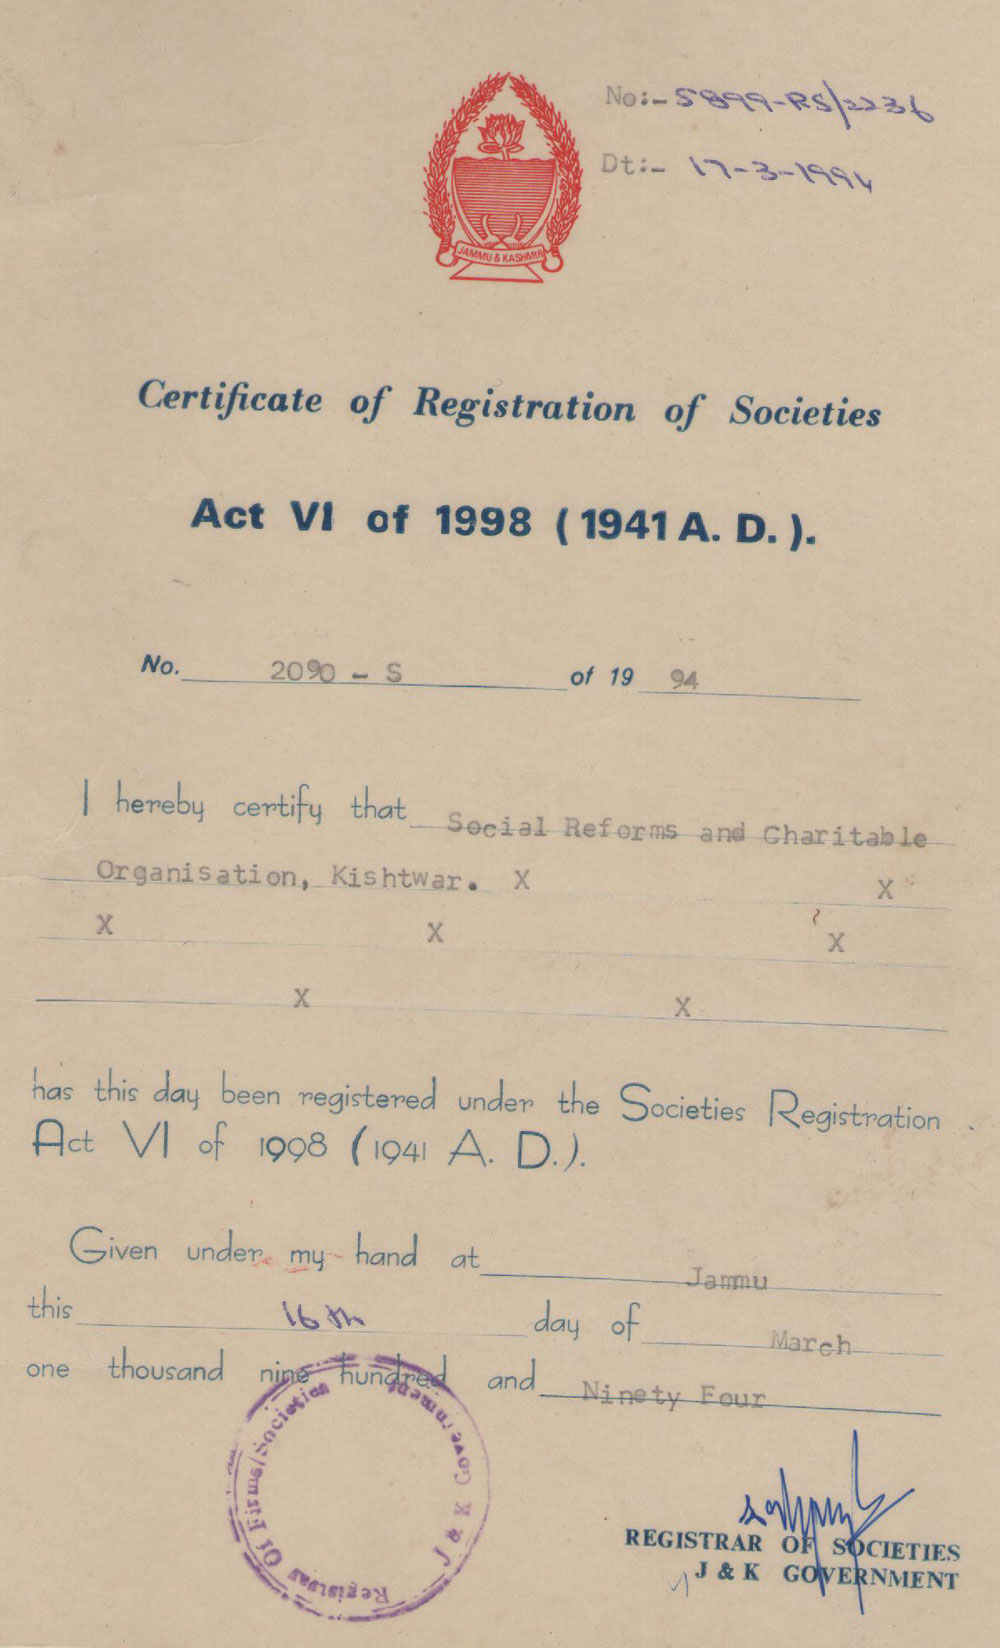 No:- 5899-RS/2236
Dt:- 17-3-1994
JAMMU & KASHMIR
Certificate of Registration of Societies
Act VI of 1998 (1941 A. D.).
No. 2090 - S of 19 94
I hereby certify that Social Reforms and Charitable
Organisation, Kishtwar. X X
X X X
X X
has this day been registered under the Societies Registration
Act VI of 1998 (1941 A. D.).
Given under my hand at Jammu
this 16th day of March
one thousand nine hundred and Ninety Four
Registrar Of Firms/Societies
J & K Government
REGISTRAR OF SOCIETIES
J & K GOVERNMENT